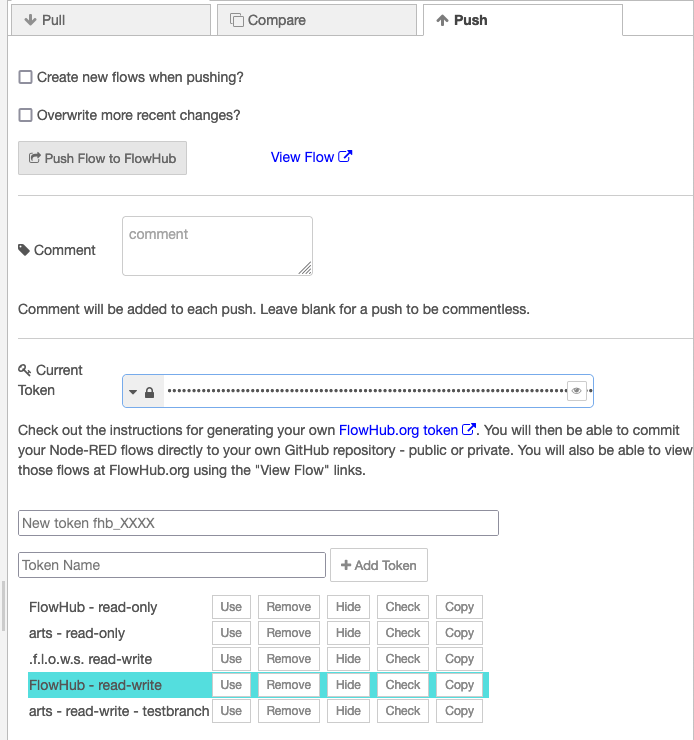 Pull Compare Push
Create new flows when pushing?
Overwrite more recent changes?
Push Flow to FlowHub View Flow
comment
Comment
Comment will be added to each push. Leave blank for a push to be commentless.
Current
Token
Check out the instructions for generating your own FlowHub.org token . You will then be able to commit
your Node-RED flows directly to your own GitHub repository - public or private. You will also be able to view
those flows at FlowHub.org using the "View Flow" links.
New token fhb_XXXX
Token Name Add Token
FlowHub - read-only Use Remove Hide Check Copy
arts - read-only Use Remove Hide Check Copy
.f.l.o.w.s. read-write Use Remove Hide Check Copy
FlowHub - read-write Use Remove Hide Check Copy
arts - read-write - testbranch Use Remove Hide Check Copy